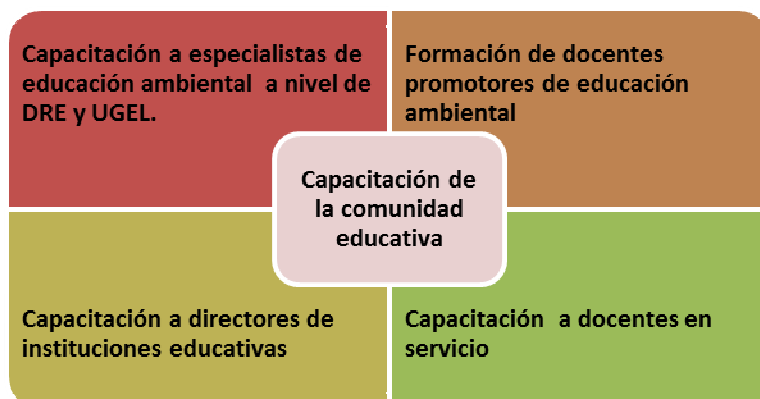 Capacitación a especialistas de
educación ambiental a nivel de
DRE y UGEL.
Formación de docentes
promotores de educación
ambiental
Capacitación de
la comunidad
educativa
Capacitación a directores de
instituciones educativas
Capacitación a docentes en
servicio